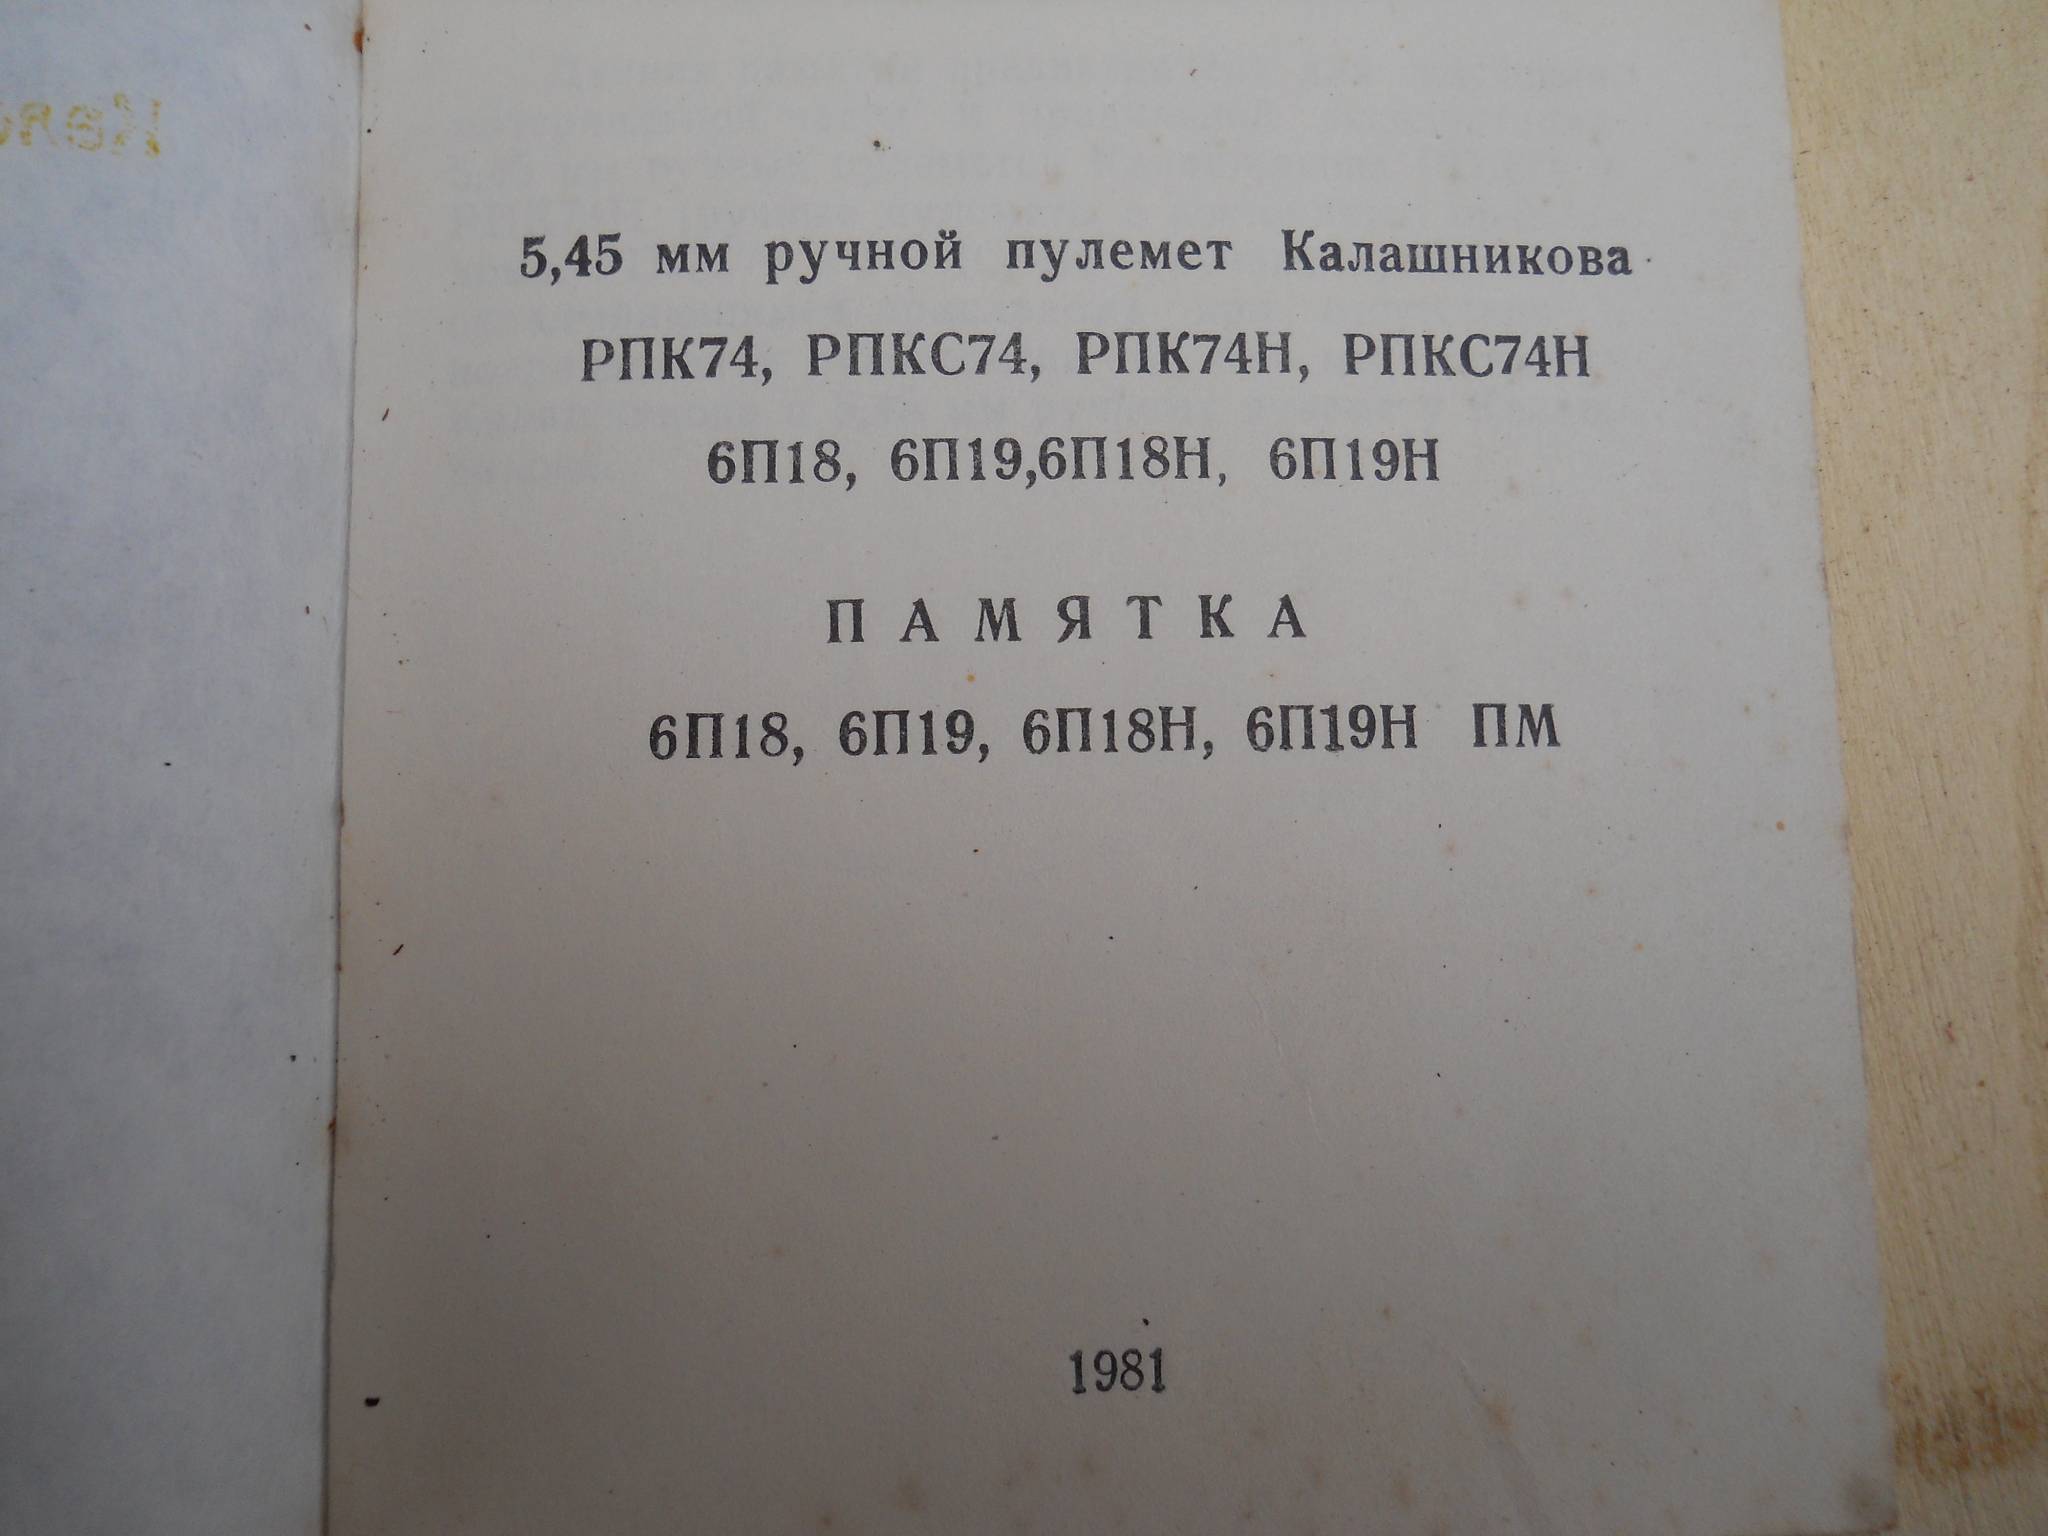 5,45 мм ручной пулемет Калашникова
РПК74, РПКС74, РПК74Н, РПКС74Н
6П18, 6П19,6П18Н, 6П19Н
ПАМЯТКА
6П18, 6П19, 6П18Н, 6П19Н ПМ
1981